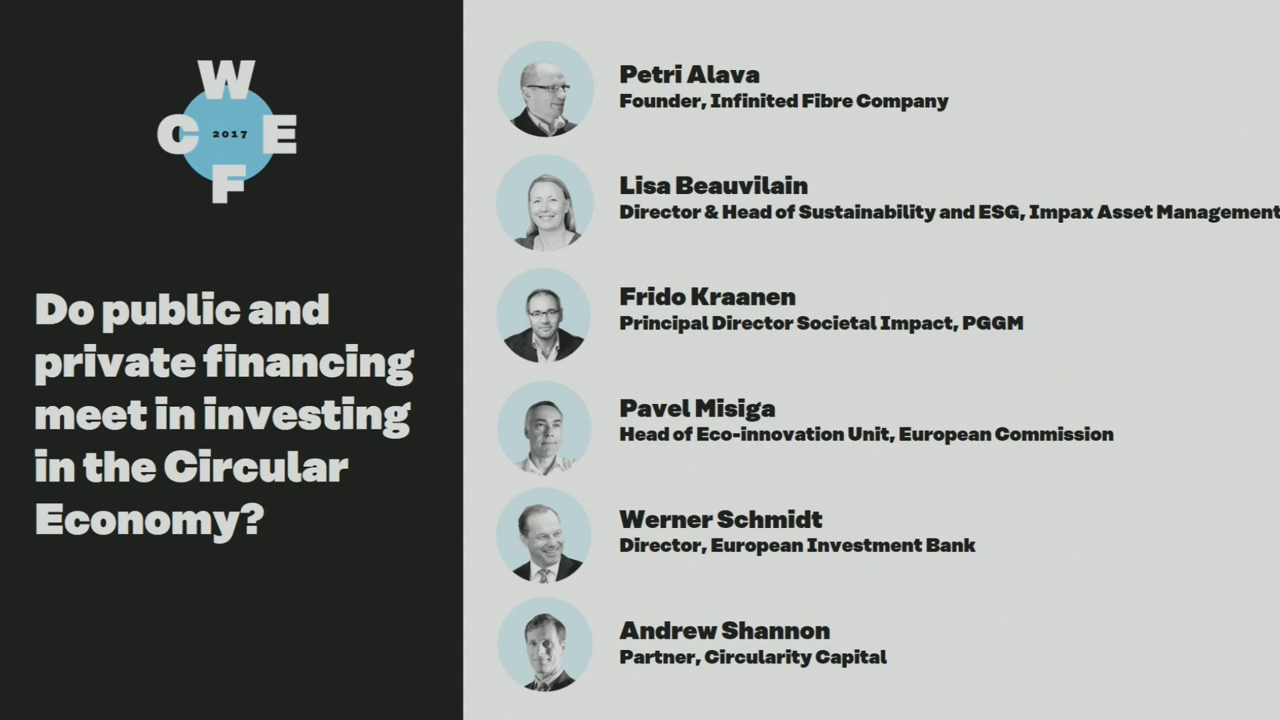 W
C 2017 E
F
Do public and
private financing
meet in investing
in the Circular
Economy?
Petri Alava
Founder, Infinited Fibre Company
Lisa Beauvilain
Director & Head of Sustainability and ESG, Impax Asset Management
Frido Kraanen
Principal Director Societal Impact, PGGM
Pavel Misiga
Head of Eco-innovation Unit, European Commission
Werner Schmidt
Director, European Investment Bank
Andrew Shannon
Partner, Circularity Capital